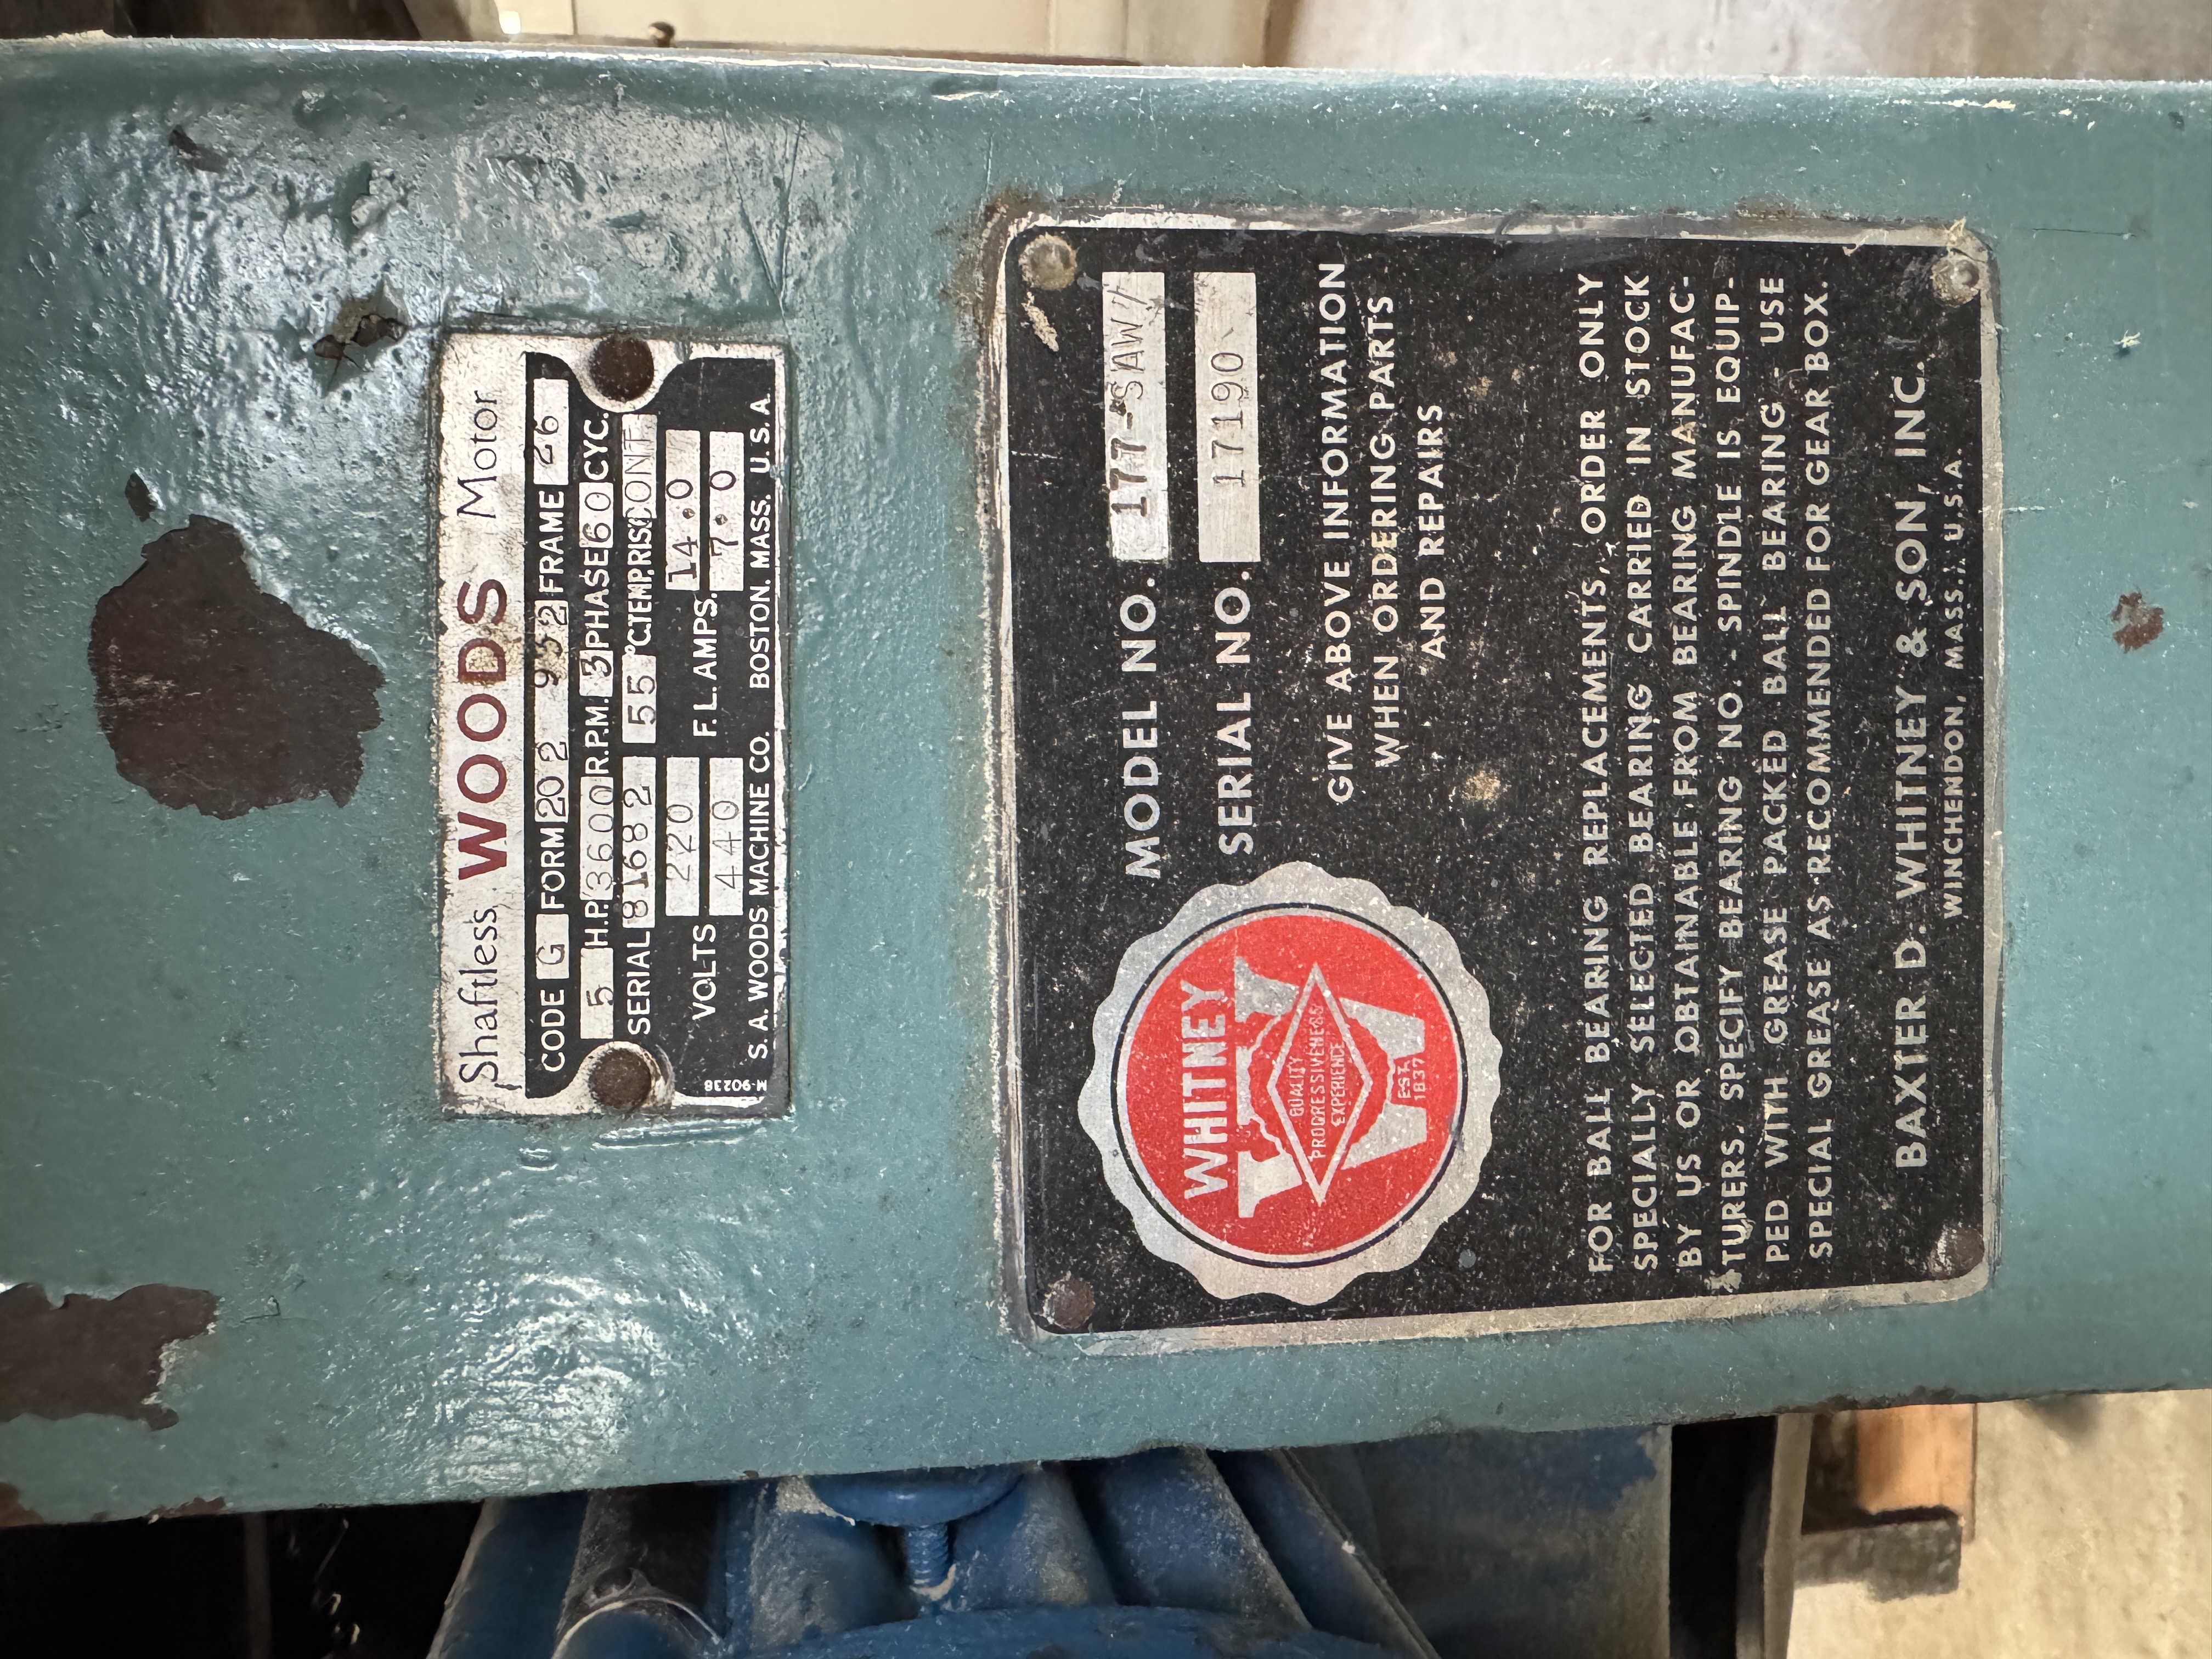 Shaftless WOODS Motor
CODE G FORM 202 932 FRAME 26
5 H.P. 3600 R.P.M. 3 PHASE 60 CYC.
SERIAL 81682 55 °C.TEMP.RISE CONT
VOLTS 220 F.L. AMPS. 14.0
440 7.0
S. A. WOODS MACHINE CO. BOSTON. MASS. U.S.A.
M-90238
WHITNEY
QUALITY
PROGRESSIVENESS
EXPERIENCE
EST.
1837
MODEL NO. 177-SAW
SERIAL NO. 17190
GIVE ABOVE INFORMATION
WHEN ORDERING PARTS
AND REPAIRS
FOR BALL BEARING REPLACEMENTS, ORDER ONLY
SPECIALLY SELECTED BEARING CARRIED IN STOCK
BY US OR OBTAINABLE FROM BEARING MANUFAC-
TURERS, SPECIFY BEARING NO. - SPINDLE IS EQUIP-
PED WITH GREASE PACKED BALL BEARING - USE
SPECIAL GREASE AS RECOMMENDED FOR GEAR BOX.
BAXTER D. WHITNEY & SON, INC.
WINCHENDON, MASS., U.S.A.